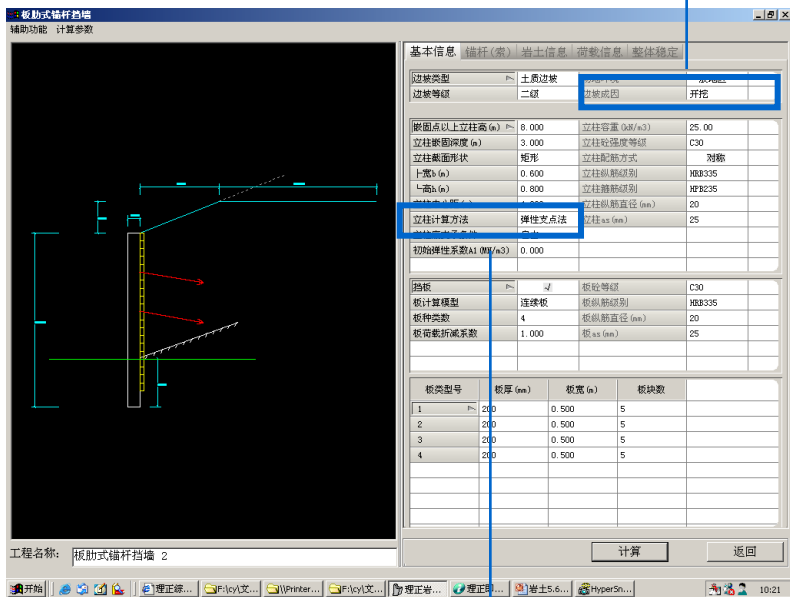 板肋式锚杆挡墙
辅助功能 计算参数
基本信息 锚杆(索) 岩土信息 荷载信息 整体稳定
边坡类型 土质边坡
边坡等级 二级 边坡成因 开挖
嵌固点以上立柱高(m) 8.000 立柱容重(kN/m3) 25.00
立柱嵌固深度(m) 3.000 立柱砼强度等级 C30
立柱截面形状 矩形 立柱配筋方式 对称
├宽b(m) 0.600 立柱纵筋级别 HRB335
└高h(m) 0.800 立柱箍筋级别 HPB235
立柱纵筋直径(mm) 20
立柱计算方法 弹性支点法 立柱as(mm) 25
初始弹性系数A1(MN/m3) 0.000
挡板 √ 板砼等级 C30
板计算模型 连续板 板纵筋级别 HRB335
板种类数 4 板纵筋直径(mm) 20
板荷载折减系数 1.000 板as(mm) 25
板类型号 板厚(mm) 板宽(m) 板块数
1 200 0.500 5
2 200 0.500 5
3 200 0.500 5
4 200 0.500 5
工程名称: 板肋式锚杆挡墙 2 计算 返回
开始 理正综... F:\cy\文... \\Printer... F:\cy\文... 理正岩... 理正即... 岩土5.6... HyperSn... 10:21